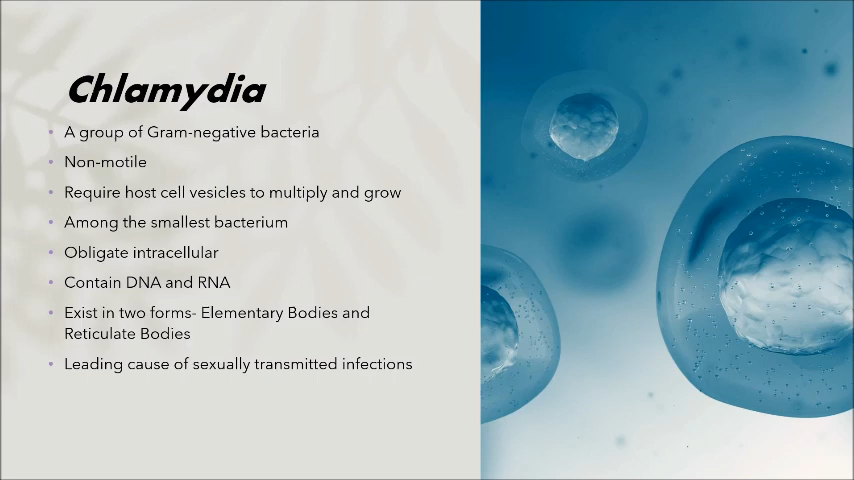 Chlamydia
• A group of Gram-negative bacteria
• Non-motile
• Require host cell vesicles to multiply and grow
• Among the smallest bacterium
• Obligate intracellular
• Contain DNA and RNA
• Exist in two forms- Elementary Bodies and
Reticulate Bodies
• Leading cause of sexually transmitted infections